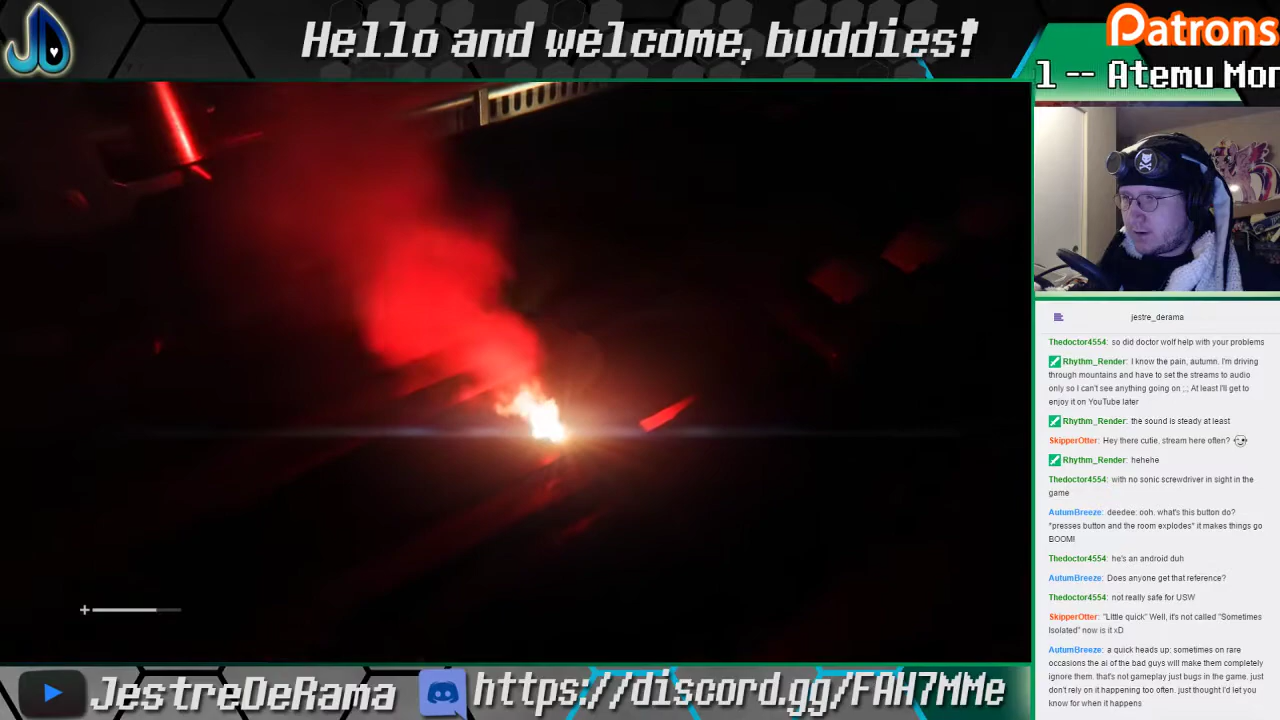 JD
Hello and welcome, buddies!
Patrons
1 -- Atemu Mor
jestre_derama
Thedoctor4554: so did doctor wolf help with your problems
Rhythm_Render: I know the pain, autumn. I'm driving
through mountains and have to set the streams to audio
only so I can't see anything going on ;,; At least I'll get to
enjoy it on YouTube later
Rhythm_Render: the sound is steady at least
SkipperOtter: Hey there cutie, stream here often?
Rhythm_Render: hehehe
Thedoctor4554: with no sonic screwdriver in sight in the
game
AutumBreeze: deedee: ooh. what's this button do?
*presses button and the room explodes* it makes things go
BOOM!
Thedoctor4554: he's an android duh
AutumBreeze: Does anyone get that reference?
Thedoctor4554: not really safe for USW
SkipperOtter: "LIttle quick" Well, it's not called "Sometimes
Isolated" now is it xD
AutumBreeze: a quick heads up: sometimes on rare
occasions the ai of the bad guys will make them completely
ignore them. that's not gameplay just bugs in the game. just
don't rely on it happening too often. just thought I'd let you
know for when it happens
JestreDeRama
https://discord.gg/FAH7MMe